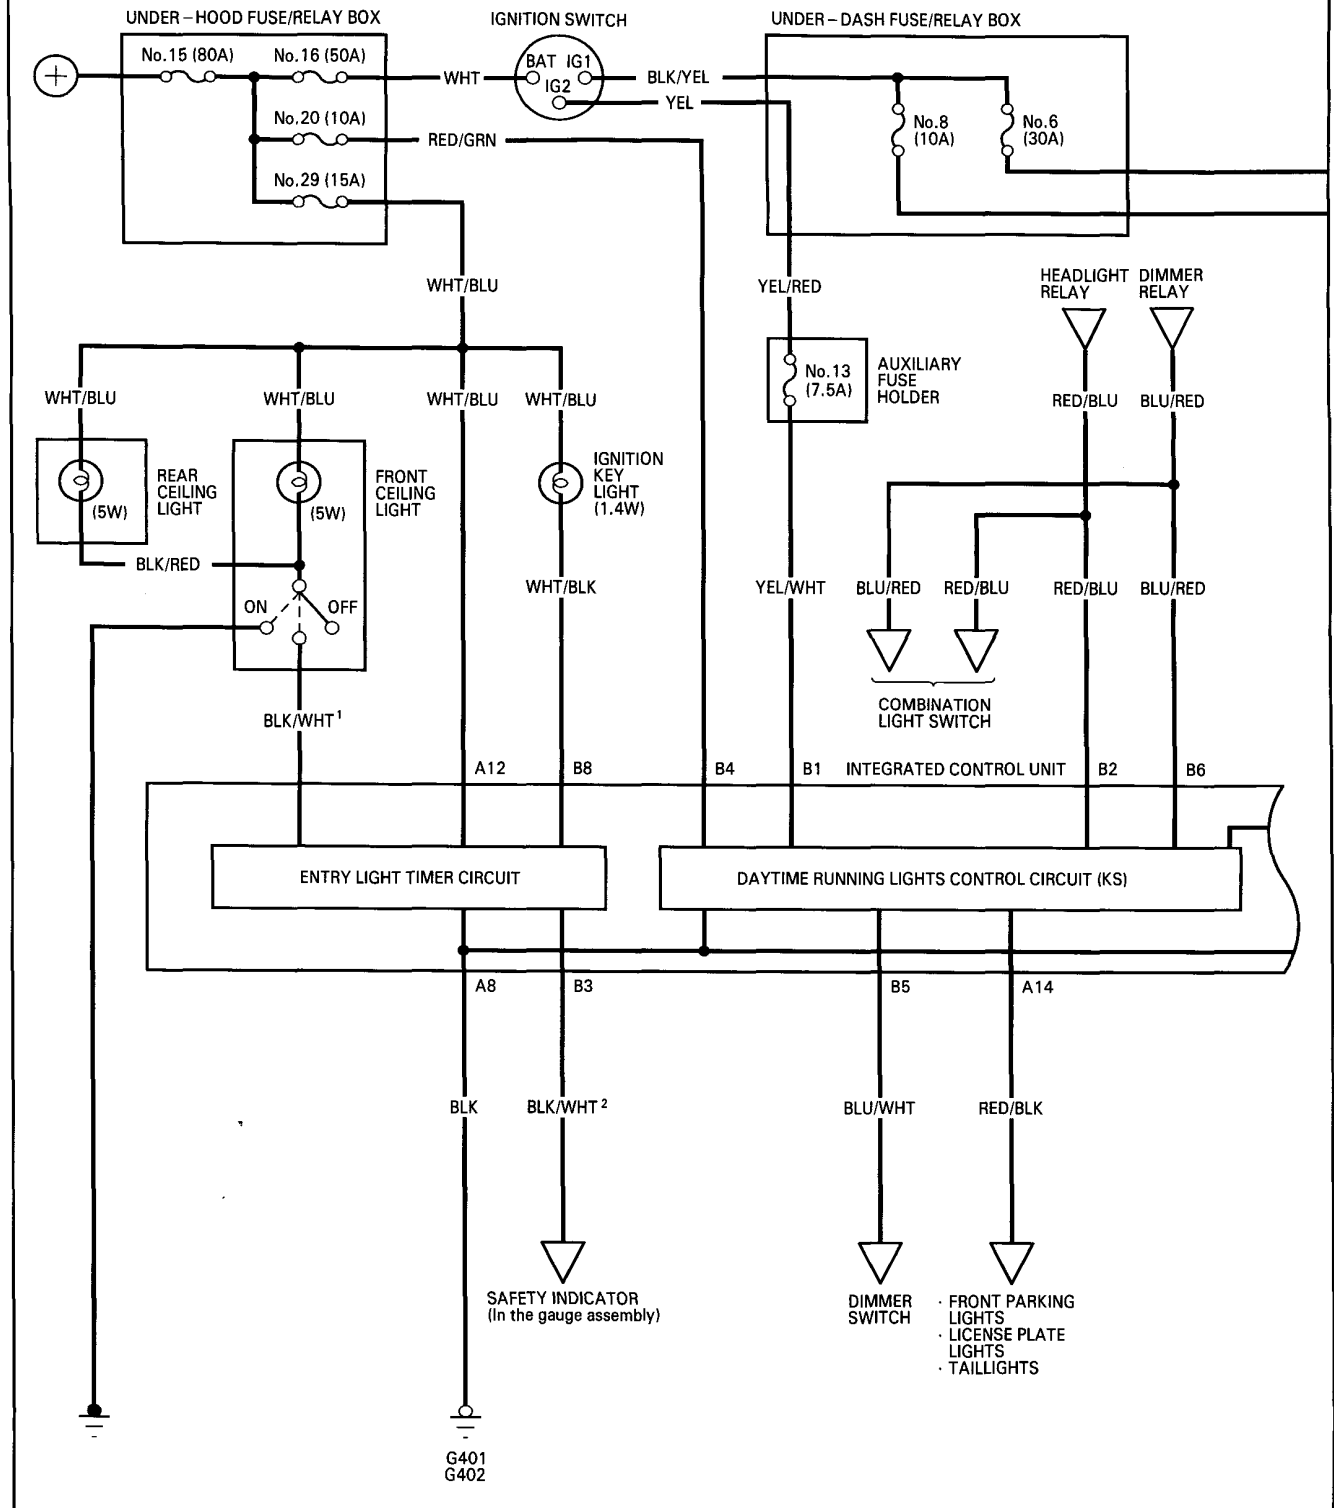 UNDER-HOOD FUSE/RELAY BOX
IGNITION SWITCH
UNDER-DASH FUSE/RELAY BOX
No.15 (80A)
No.16 (50A)
BAT IG1
IG2
WHT
BLK/YEL
YEL
No.20 (10A)
RED/GRN
No.8
(10A)
No.6
(30A)
No.29 (15A)
WHT/BLU
YEL/RED
HEADLIGHT
RELAY
DIMMER
RELAY
No.13
(7.5A)
AUXILIARY
FUSE
HOLDER
WHT/BLU
WHT/BLU
WHT/BLU
WHT/BLU
RED/BLU
BLU/RED
REAR
CEILING
LIGHT
(5W)
FRONT
CEILING
LIGHT
(5W)
IGNITION
KEY
LIGHT
(1.4W)
BLK/RED
WHT/BLK
YEL/WHT
BLU/RED
RED/BLU
RED/BLU
BLU/RED
ON
OFF
BLK/WHT¹
COMBINATION
LIGHT SWITCH
A12
B8
B4
B1
INTEGRATED CONTROL UNIT
B2
B6
ENTRY LIGHT TIMER CIRCUIT
DAYTIME RUNNING LIGHTS CONTROL CIRCUIT (KS)
A8
B3
B5
A14
BLK
BLK/WHT²
BLU/WHT
RED/BLK
SAFETY INDICATOR
(In the gauge assembly)
DIMMER
SWITCH
· FRONT PARKING
LIGHTS
· LICENSE PLATE
LIGHTS
· TAILLIGHTS
G401
G402